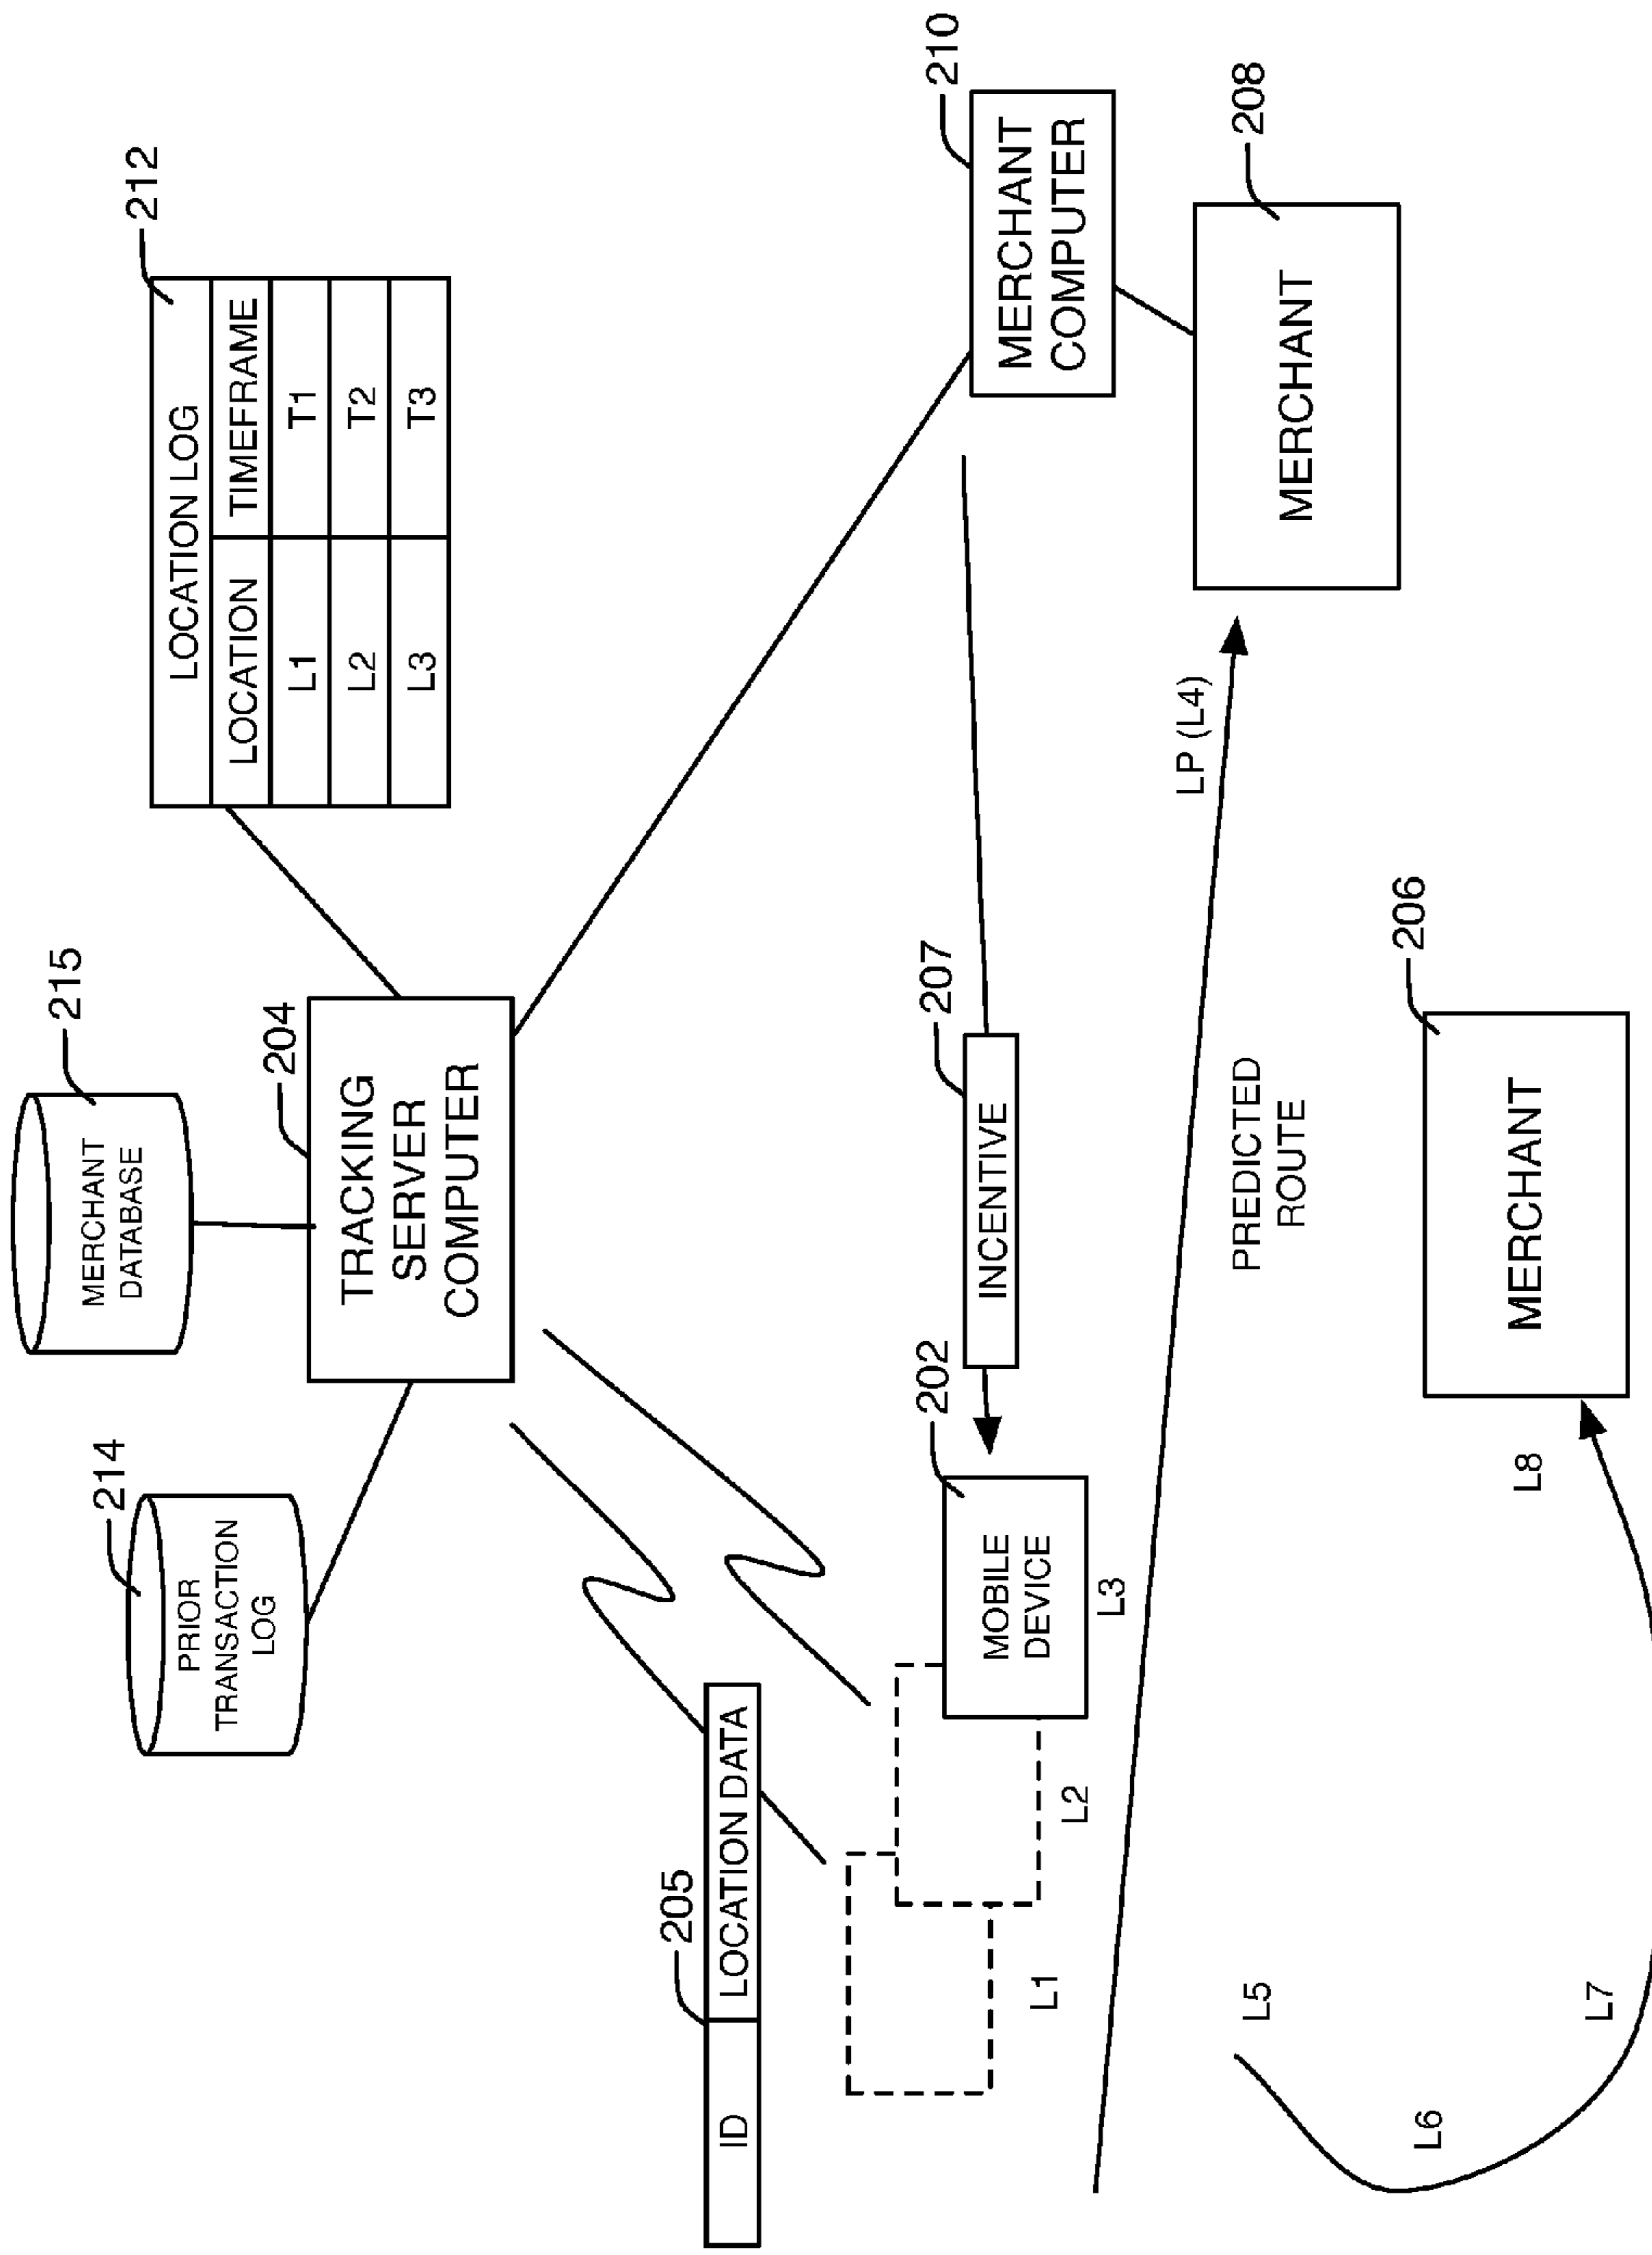 214
PRIOR
TRANSACTION
LOG
215
MERCHANT
DATABASE
204
TRACKING
SERVER
COMPUTER
212
LOCATION LOG
LOCATION TIMEFRAME
L1 T1
L2 T2
L3 T3
205
ID LOCATION DATA
L1
L2
202
MOBILE
DEVICE
L3
207
INCENTIVE
210
MERCHANT
COMPUTER
208
MERCHANT
LP (L4)
PREDICTED
ROUTE
206
MERCHANT
L5
L6
L7
L8